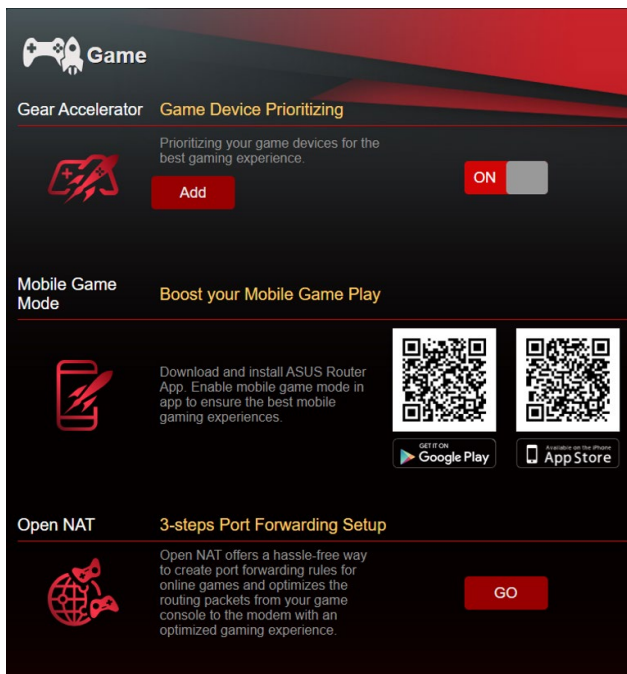 Game
Gear Accelerator
Game Device Prioritizing
Prioritizing your game devices for the
best gaming experience.
Add
ON
Mobile Game
Mode
Boost your Mobile Game Play
Download and install ASUS Router
App. Enable mobile game mode in
app to ensure the best mobile
gaming experiences.
GET IT ON
Google Play
Available on the iPhone
App Store
Open NAT
3-steps Port Forwarding Setup
Open NAT offers a hassle-free way
to create port forwarding rules for
online games and optimizes the
routing packets from your game
console to the modem with an
optimized gaming experience.
GO